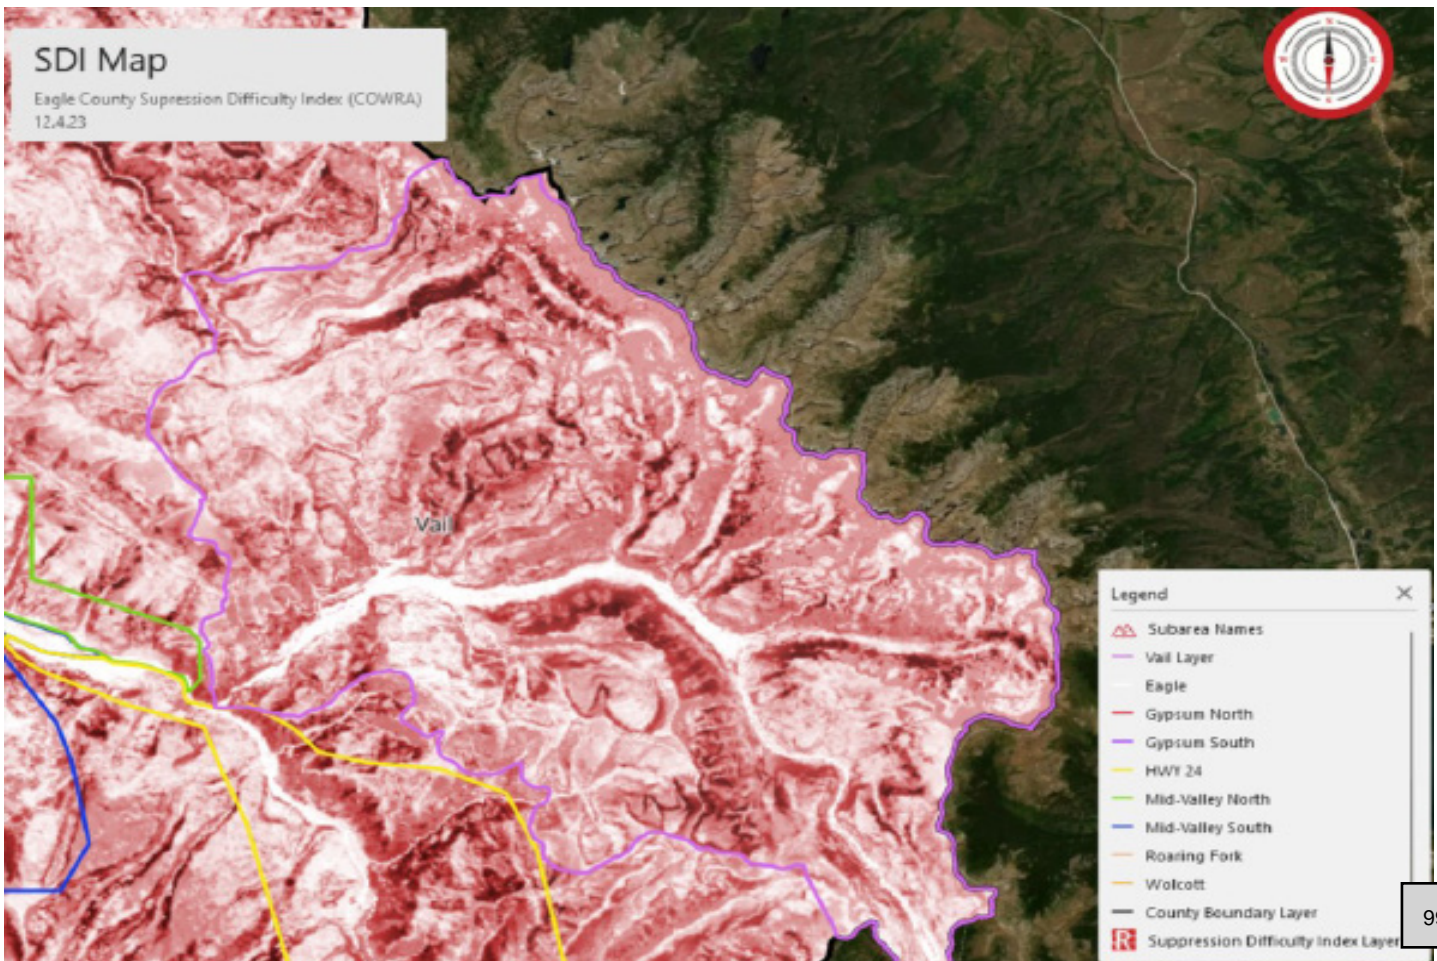 SDI Map
Eagle County Supression Difficulty Index (COWRA)
12.4.23
Vail
Legend
Subarea Names
Vail Layer
Eagle
Gypsum North
Gypsum South
HWY 24
Mid-Valley North
Mid-Valley South
Roaring Fork
Wolcott
County Boundary Layer
Suppression Difficulty Index Layer